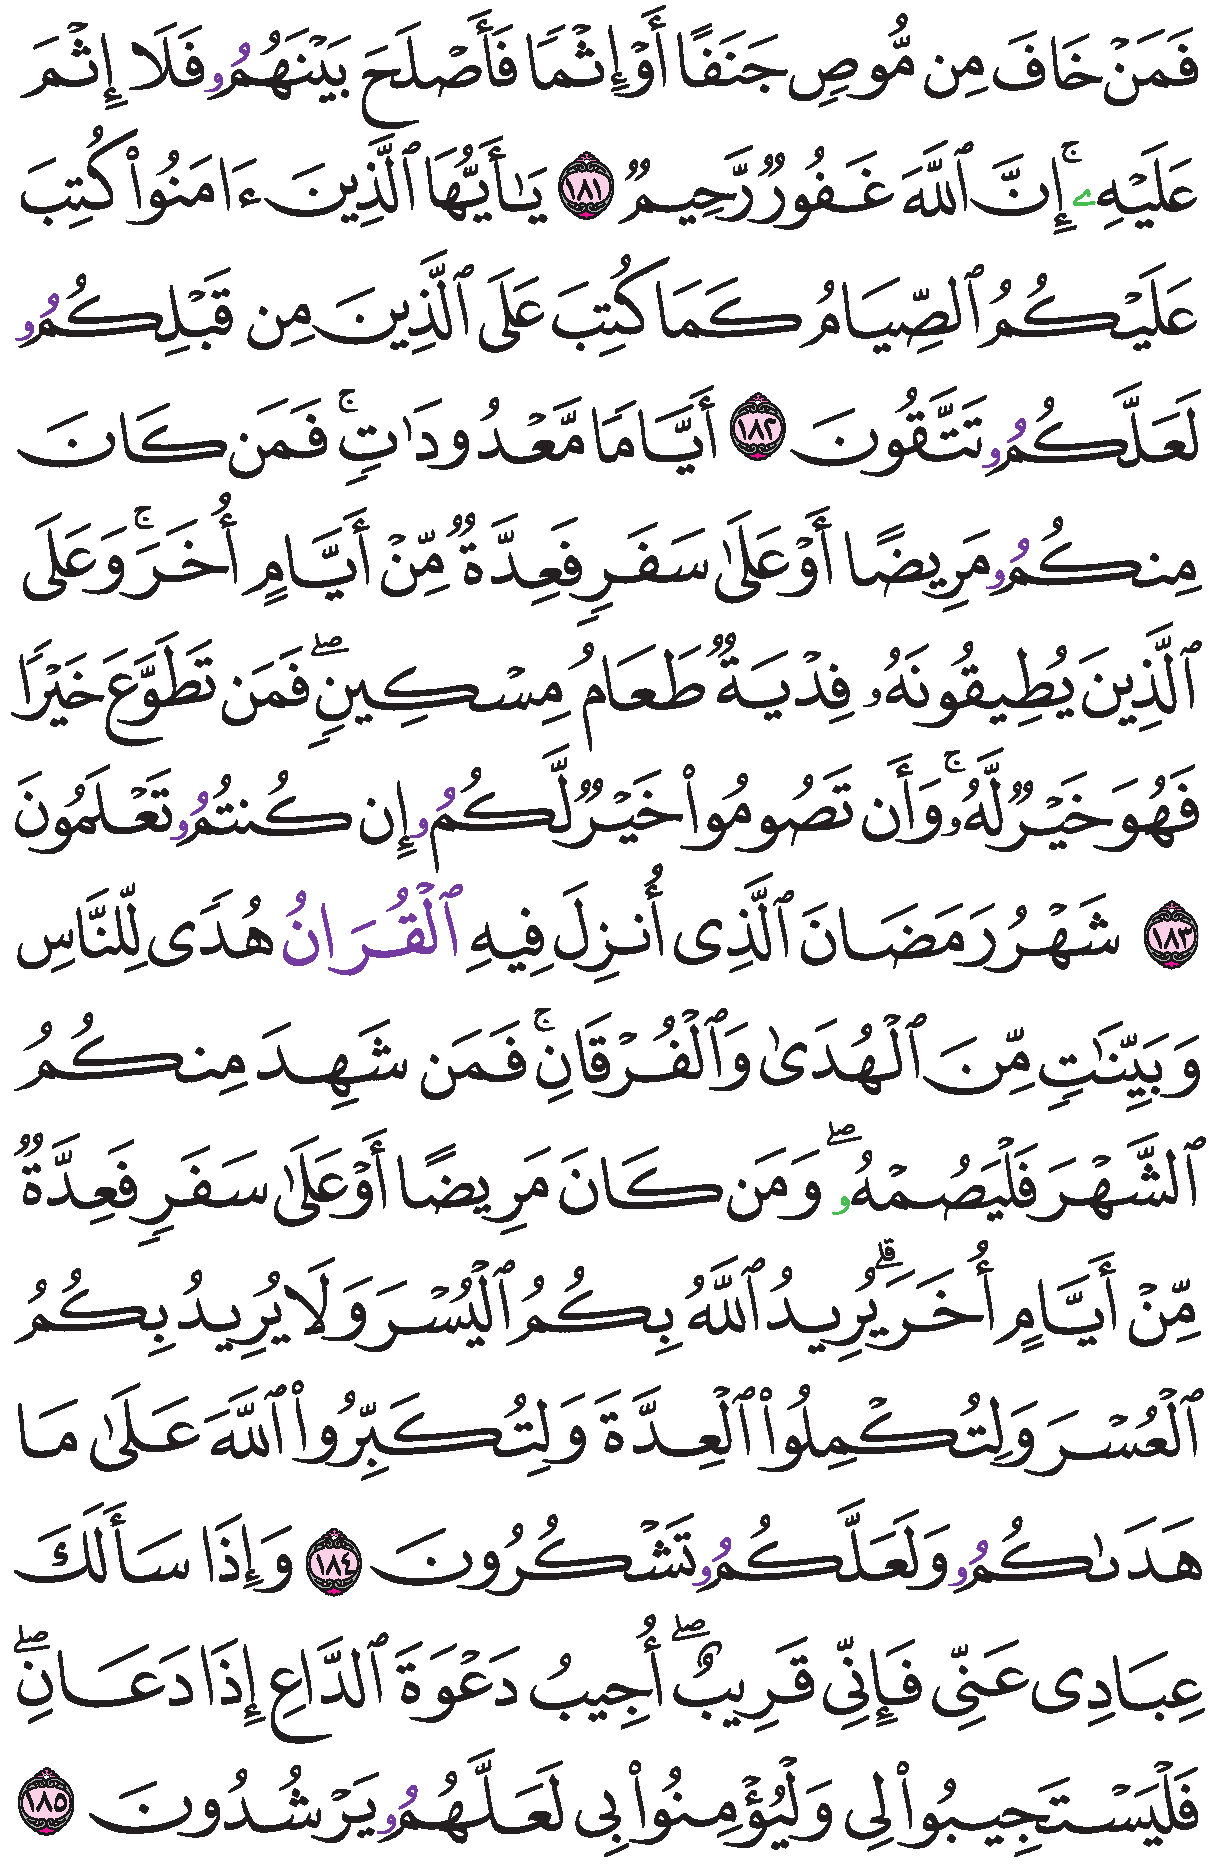 فَمَنۡ خَافَ مِن مُّوصٖ جَنَفًا أَوۡ إِثۡمٗا فَأَصۡلَحَ بَيۡنَهُمُۥ فَلَآ إِثۡمَ
عَلَيۡهِۦۚ إِنَّ ٱللَّهَ غَفُورٞ رَّحِيمٞ ١٨١ يَٰٓأَيُّهَا ٱلَّذِينَ ءَامَنُواْ كُتِبَ
عَلَيۡكُمُ ٱلصِّيَامُ كَمَا كُتِبَ عَلَى ٱلَّذِينَ مِن قَبۡلِكُمُۥ
لَعَلَّكُمُۥ تَتَّقُونَ ١٨٢ أَيَّامٗا مَّعۡدُودَٰتٖۚ فَمَن كَانَ
مِنكُمُۥ مَرِيضًا أَوۡ عَلَىٰ سَفَرٖ فَعِدَّةٞ مِّنۡ أَيَّامٍ أُخَرَۚ وَعَلَى
ٱلَّذِينَ يُطِيقُونَهُۥ فِدۡيَةٞ طَعَامُ مِسۡكِينٖۖ فَمَن تَطَوَّعَ خَيۡرٗا
فَهُوَ خَيۡرٞ لَّهُۥۚ وَأَن تَصُومُواْ خَيۡرٞ لَّكُمُۥ إِن كُنتُمُۥ تَعۡلَمُونَ
١٨٣ شَهۡرُ رَمَضَانَ ٱلَّذِي أُنزِلَ فِيهِ ٱلۡقُرَانُ هُدٗى لِّلنَّاسِ
وَبَيِّنَٰتٖ مِّنَ ٱلۡهُدَىٰ وَٱلۡفُرۡقَانِۚ فَمَن شَهِدَ مِنكُمُ
ٱلشَّهۡرَ فَلۡيَصُمۡهُۥۖ وَمَن كَانَ مَرِيضًا أَوۡ عَلَىٰ سَفَرٖ فَعِدَّةٞ
مِّنۡ أَيَّامٍ أُخَرَۗ يُرِيدُ ٱللَّهُ بِكُمُ ٱلۡيُسۡرَ وَلَا يُرِيدُ بِكُمُ
ٱلۡعُسۡرَ وَلِتُكۡمِلُواْ ٱلۡعِدَّةَ وَلِتُكَبِّرُواْ ٱللَّهَ عَلَىٰ مَا
هَدَىٰكُمُۥ وَلَعَلَّكُمُۥ تَشۡكُرُونَ ١٨٤ وَإِذَا سَأَلَكَ
عِبَادِي عَنِّي فَإِنِّي قَرِيبٌۖ أُجِيبُ دَعۡوَةَ ٱلدَّاعِ إِذَا دَعَانِۖ
فَلۡيَسۡتَجِيبُواْ لِي وَلۡيُؤۡمِنُواْ بِي لَعَلَّهُمُۥ يَرۡشُدُونَ ١٨٥